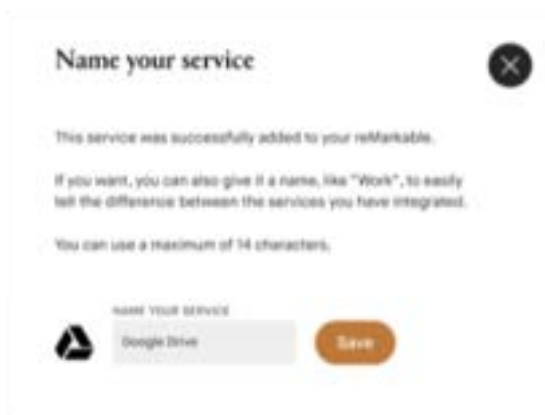 Name your service
This service was successfully added to your reMarkable.
If you want, you can also give it a name, like "Work", to easily
tell the difference between the services you have integrated.
You can use a maximum of 14 characters.
NAME YOUR SERVICE
Google Drive
Save